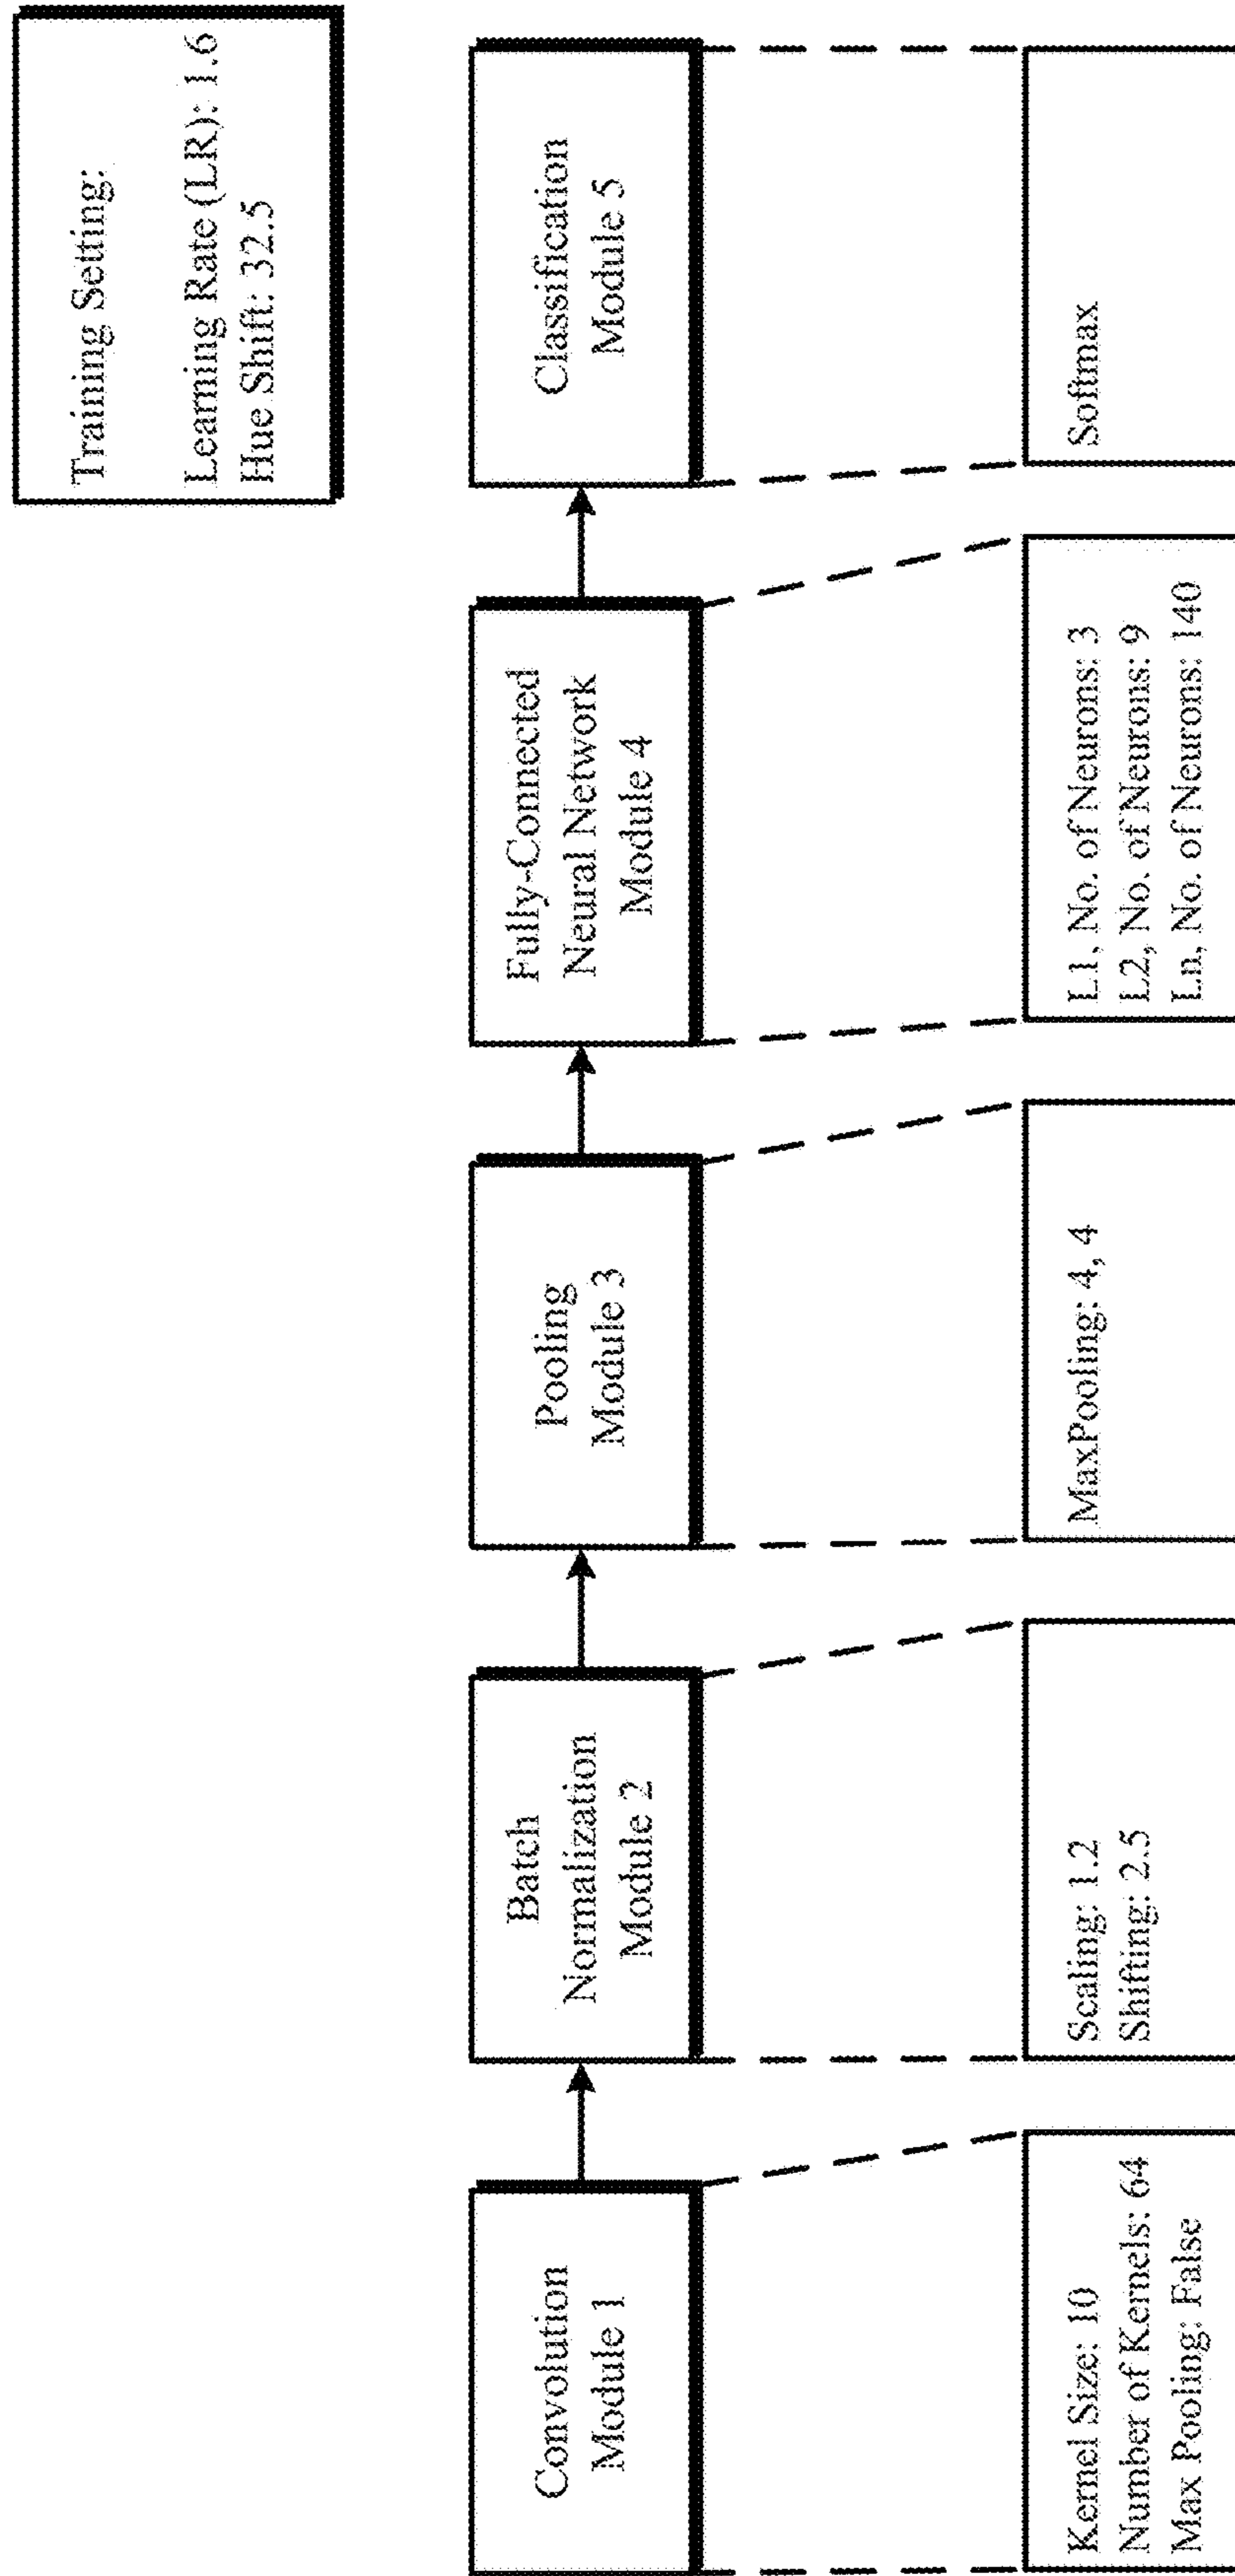 Training Setting:
Learning Rate (LR): 1.6
Hue Shift: 32.5
Convolution
Module 1
Batch
Normalization
Module 2
Pooling
Module 3
Fully-Connected
Neural Network
Module 4
Classification
Module 5
Kernel Size: 10
Number of Kernels: 64
Max Pooling: False
Scaling: 1.2
Shifting: 2.5
MaxPooling: 4, 4
L1, No. of Neurons: 3
L2, No. of Neurons: 9
Ln, No. of Neurons: 140
Softmax